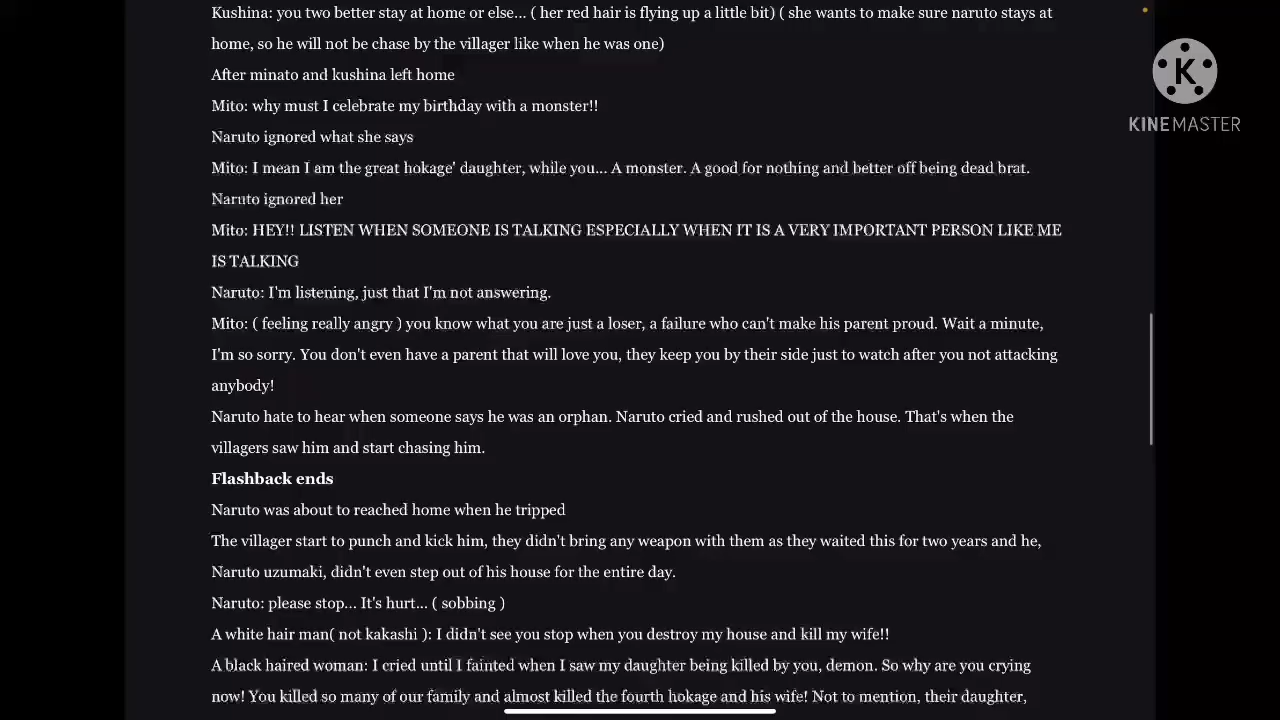 Kushina: you two better stay at home or else... ( her red hair is flying up a little bit) ( she wants to make sure naruto stays at
home, so he will not be chase by the villager like when he was one)
After minato and kushina left home
Mito: why must I celebrate my birthday with a monster!!
Naruto ignored what she says
Mito: I mean I am the great hokage' daughter, while you... A monster. A good for nothing and better off being dead brat.
Naruto ignored her
Mito: HEY!! LISTEN WHEN SOMEONE IS TALKING ESPECIALLY WHEN IT IS A VERY IMPORTANT PERSON LIKE ME
IS TALKING
Naruto: I'm listening, just that I'm not answering.
Mito: ( feeling really angry ) you know what you are just a loser, a failure who can't make his parent proud. Wait a minute,
I'm so sorry. You don't even have a parent that will love you, they keep you by their side just to watch after you not attacking
anybody!
Naruto hate to hear when someone says he was an orphan. Naruto cried and rushed out of the house. That's when the
villagers saw him and start chasing him.
Flashback ends
Naruto was about to reached home when he tripped
The villager start to punch and kick him, they didn't bring any weapon with them as they waited this for two years and he,
Naruto uzumaki, didn't even step out of his house for the entire day.
Naruto: please stop... It's hurt... ( sobbing )
A white hair man( not kakashi ): I didn't see you stop when you destroy my house and kill my wife!!
A black haired woman: I cried until I fainted when I saw my daughter being killed by you, demon. So why are you crying
now! You killed so many of our family and almost killed the fourth hokage and his wife! Not to mention, their daughter,
K
KINEMASTER